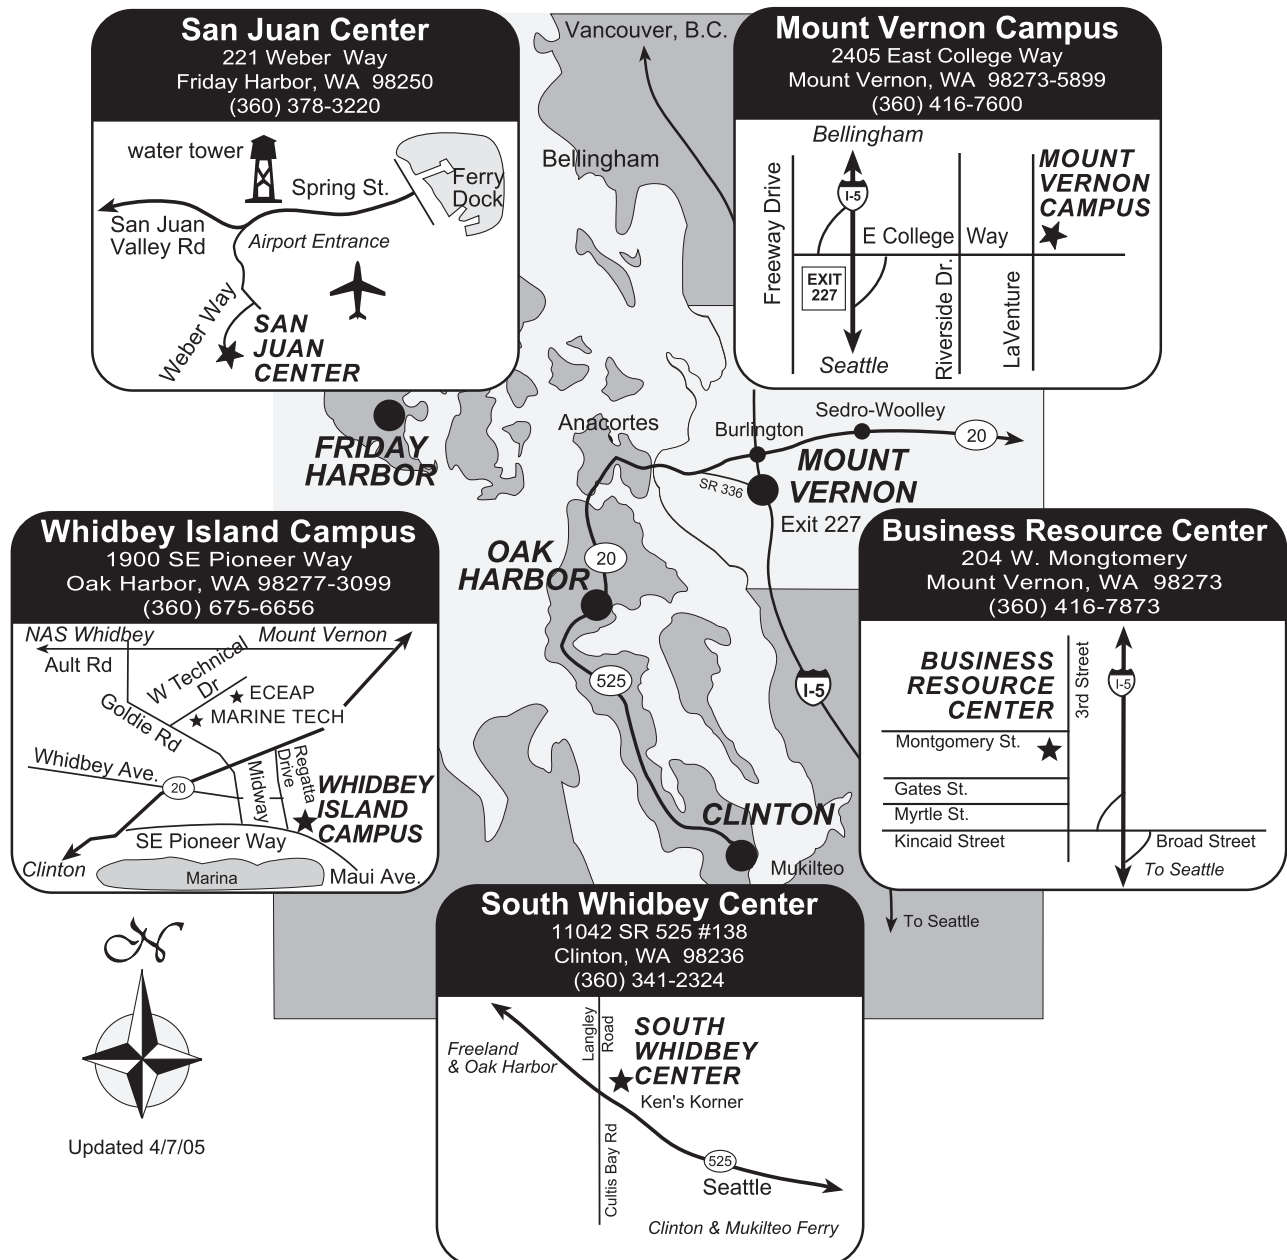 San Juan Center
221 Weber Way
Friday Harbor, WA 98250
(360) 378-3220
water tower
Spring St.
Ferry
Dock
San Juan
Valley Rd
Airport Entrance
Weber Way
SAN
JUAN
CENTER
Vancouver, B.C.
Bellingham
Mount Vernon Campus
2405 East College Way
Mount Vernon, WA 98273-5899
(360) 416-7600
Bellingham
Freeway Drive
I-5
MOUNT
VERNON
CAMPUS
E College Way
EXIT
227
Riverside Dr.
LaVenture
Seattle
FRIDAY
HARBOR
Anacortes
Burlington
Sedro-Woolley
20
MOUNT
VERNON
SR 336
Exit 227
OAK
HARBOR
20
525
I-5
CLINTON
Mukilteo
To Seattle
Whidbey Island Campus
1900 SE Pioneer Way
Oak Harbor, WA 98277-3099
(360) 675-6656
NAS Whidbey
Mount Vernon
Ault Rd
W Technical
Dr
ECEAP
MARINE TECH
Goldie Rd
Whidbey Ave.
20
Midway
Regatta
Drive
WHIDBEY
ISLAND
CAMPUS
SE Pioneer Way
Clinton
Marina
Maui Ave.
Business Resource Center
204 W. Mongtomery
Mount Vernon, WA 98273
(360) 416-7873
BUSINESS
RESOURCE
CENTER
3rd Street
I-5
Montgomery St.
Gates St.
Myrtle St.
Kincaid Street
Broad Street
To Seattle
South Whidbey Center
11042 SR 525 #138
Clinton, WA 98236
(360) 341-2324
Langley
Road
SOUTH
WHIDBEY
CENTER
Freeland
& Oak Harbor
Ken's Korner
Cultis Bay Rd
525
Seattle
Clinton & Mukilteo Ferry
N
Updated 4/7/05